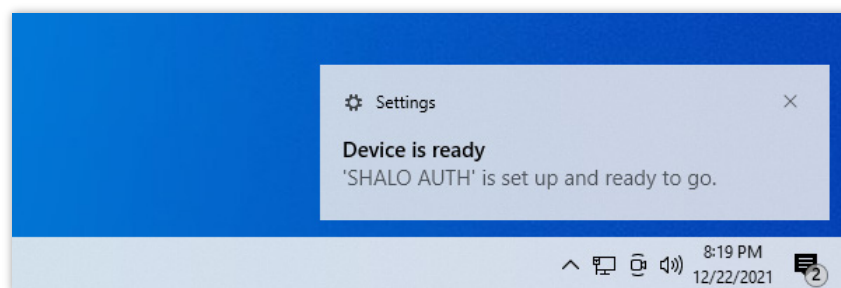 Settings
Device is ready
'SHALO AUTH' is set up and ready to go.
8:19 PM
12/22/2021
2